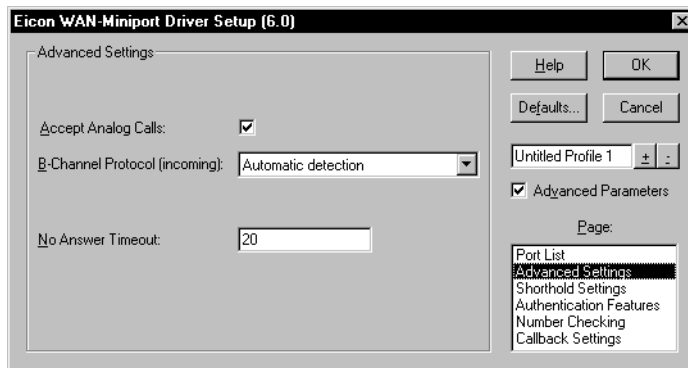 Eicon WAN-Miniport Driver Setup (6.0)
Advanced Settings
Accept Analog Calls:
B-Channel Protocol (incoming): Automatic detection
No Answer Timeout: 20
Help OK
Defaults... Cancel
Untitled Profile 1 + -
Advanced Parameters
Page:
Port List
Advanced Settings
Shorthold Settings
Authentication Features
Number Checking
Callback Settings